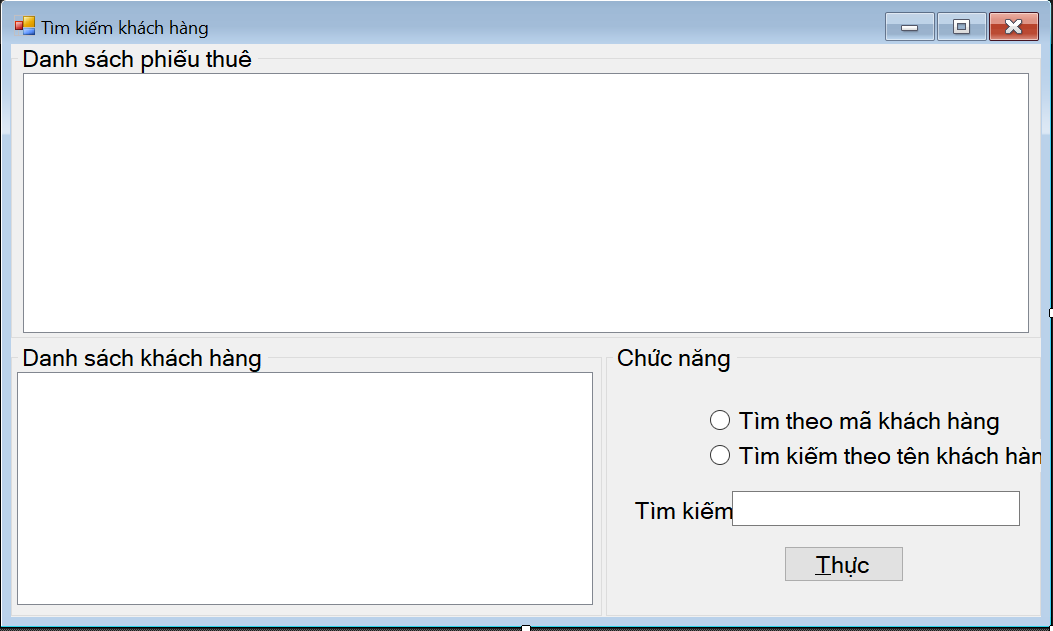 Tìm kiếm khách hàng
Danh sách phiếu thuê
Danh sách khách hàng
Chức năng
Tìm theo mã khách hàng
Tìm kiếm theo tên khách hàn
Tìm kiếm
Thực